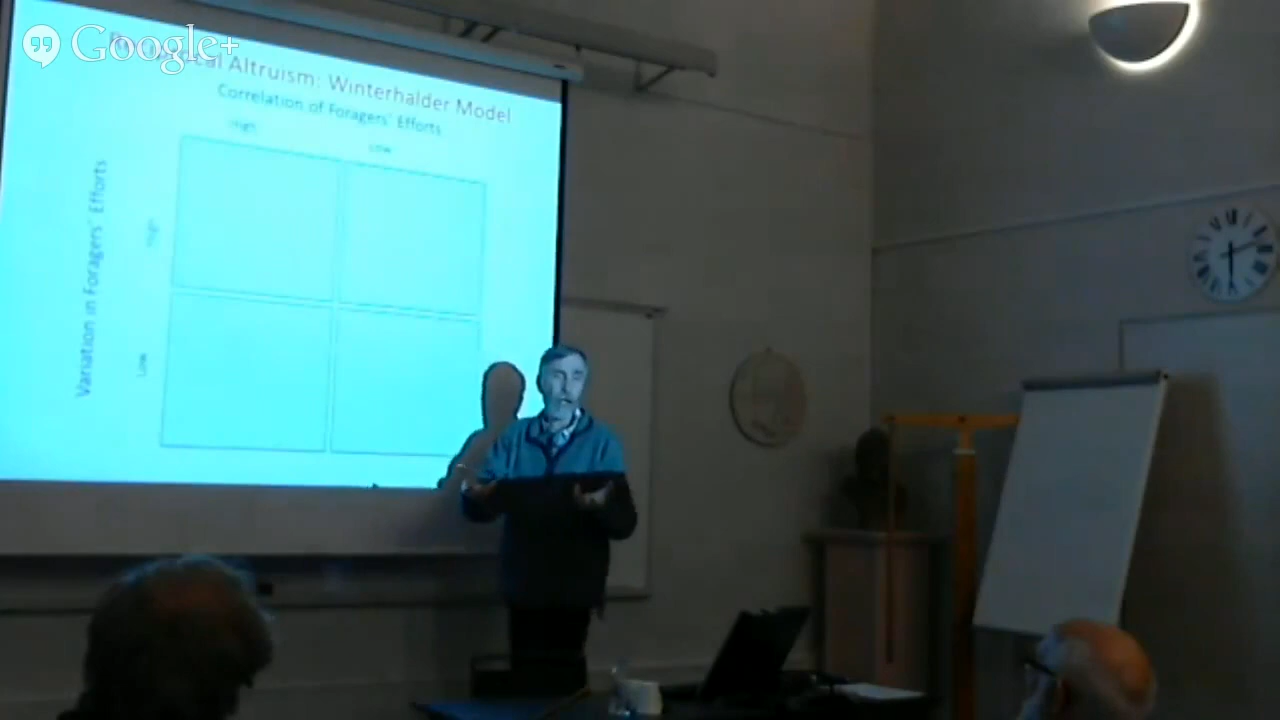 Google+
Altruism: Winterhalder Model
Correlation of Foragers' Efforts
High
Low
Variation in Foragers' Efforts
High
Low